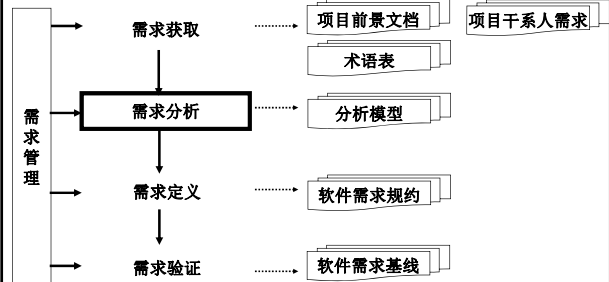 需求管理
需求获取
项目前景文档
项目干系人需求
术语表
需求分析
分析模型
需求定义
软件需求规约
需求验证
软件需求基线